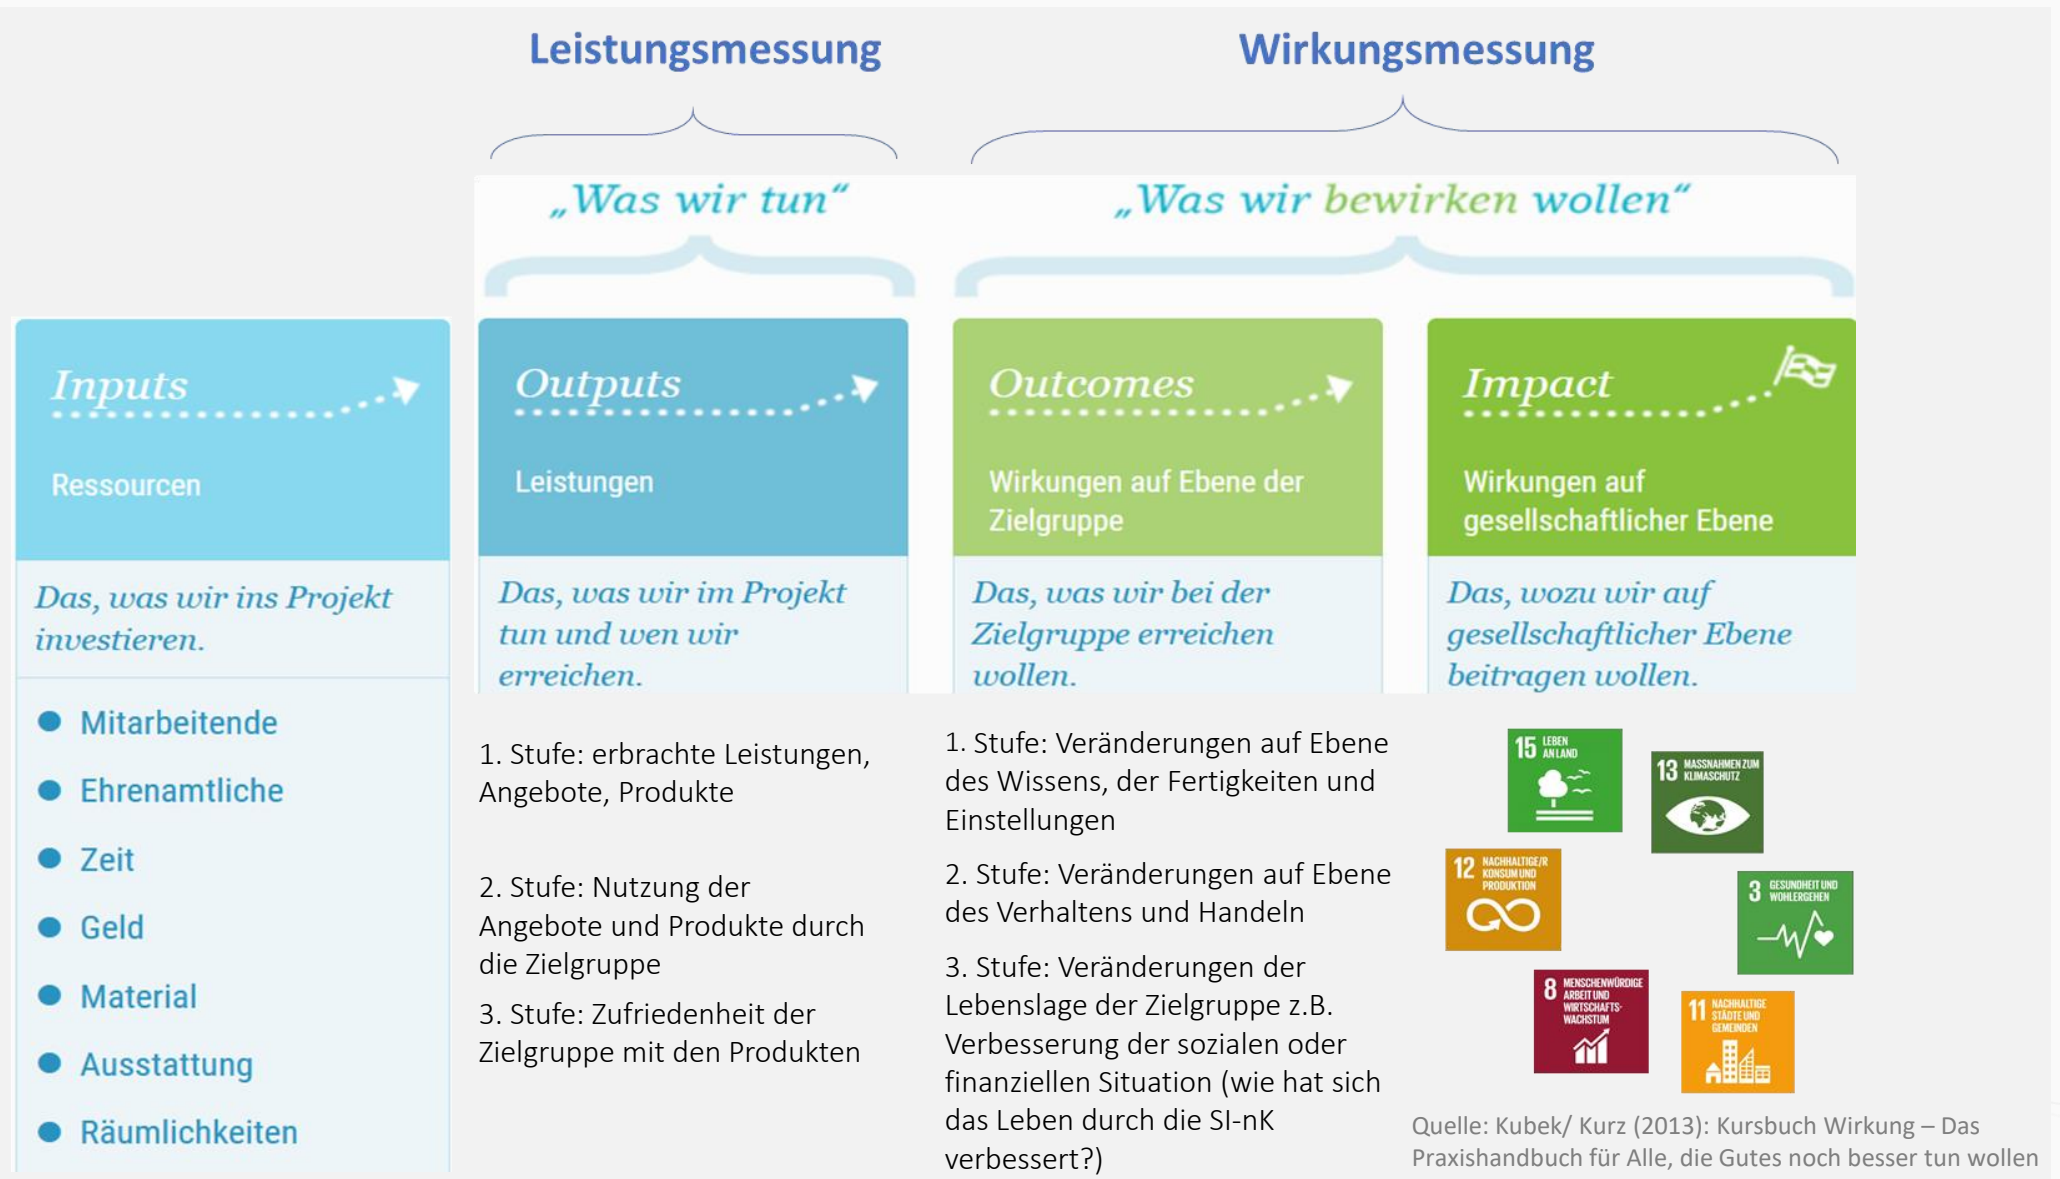 Leistungsmessung
Wirkungsmessung
„Was wir tun“
„Was wir bewirken wollen“
Inputs
Ressourcen
Das, was wir ins Projekt
investieren.
Mitarbeitende
Ehrenamtliche
Zeit
Geld
Material
Ausstattung
Räumlichkeiten
Outputs
Leistungen
Das, was wir im Projekt
tun und wen wir
erreichen.
1. Stufe: erbrachte Leistungen,
Angebote, Produkte
2. Stufe: Nutzung der
Angebote und Produkte durch
die Zielgruppe
3. Stufe: Zufriedenheit der
Zielgruppe mit den Produkten
Outcomes
Wirkungen auf Ebene der
Zielgruppe
Das, was wir bei der
Zielgruppe erreichen
wollen.
1. Stufe: Veränderungen auf Ebene
des Wissens, der Fertigkeiten und
Einstellungen
2. Stufe: Veränderungen auf Ebene
des Verhaltens und Handeln
3. Stufe: Veränderungen der
Lebenslage der Zielgruppe z.B.
Verbesserung der sozialen oder
finanziellen Situation (wie hat sich
das Leben durch die SI-nK
verbessert?)
Impact
Wirkungen auf
gesellschaftlicher Ebene
Das, wozu wir auf
gesellschaftlicher Ebene
beitragen wollen.
15 LEBEN
AN LAND
13 MASSNAHMEN ZUM
KLIMASCHUTZ
12 NACHHALTIGE/R
KONSUM UND
PRODUKTION
3 GESUNDHEIT UND
WOHLERGEHEN
8 MENSCHENWÜRDIGE
ARBEIT UND
WIRTSCHAFTS-
WACHSTUM
11 NACHHALTIGE
STÄDTE UND
GEMEINDEN
Quelle: Kubek/ Kurz (2013): Kursbuch Wirkung – Das
Praxishandbuch für Alle, die Gutes noch besser tun wollen